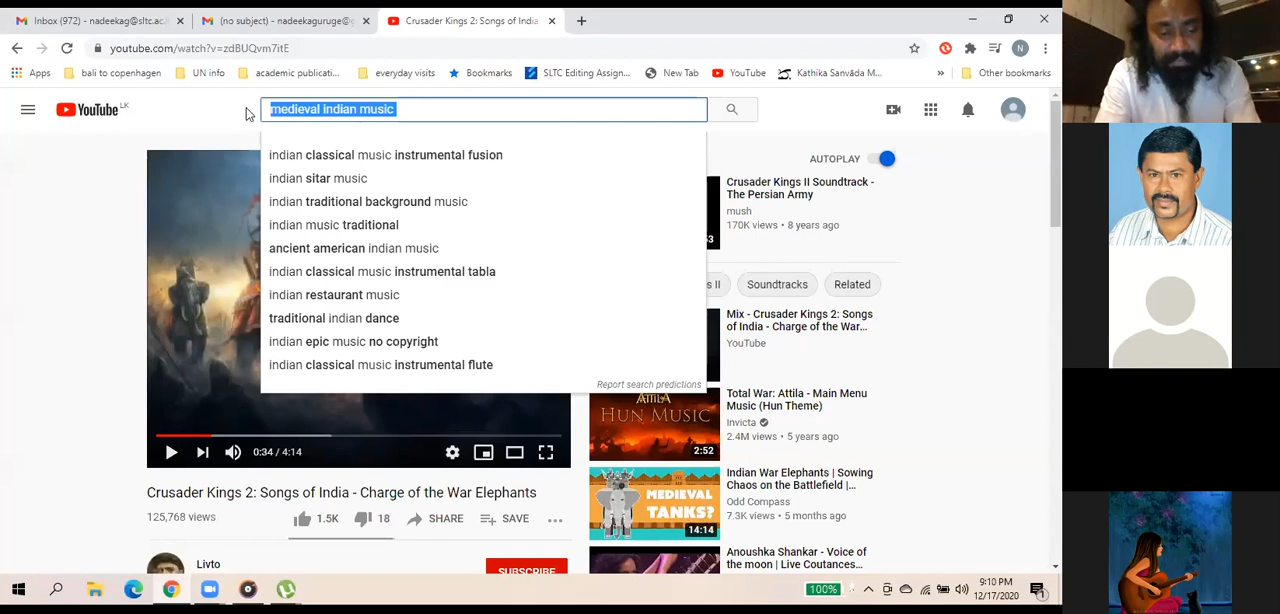 Inbox (972) - nadeekag@sltc.ac.l
(no subject) - nadeekaguruge@g
Crusader Kings 2: Songs of India -
youtube.com/watch?v=zdBUQvm7itE
N
Apps
bali to copenhagen
UN info
academic publicati...
everyday visits
Bookmarks
SLTC Editing Assign...
New Tab
YouTube
Kathika Sanvāda M...
»
Other bookmarks
YouTube LK
medieval indian music
indian classical music instrumental fusion
indian sitar music
indian traditional background music
indian music traditional
ancient american indian music
indian classical music instrumental tabla
indian restaurant music
traditional indian dance
indian epic music no copyright
indian classical music instrumental flute
Report search predictions
0:34 / 4:14
Crusader Kings 2: Songs of India - Charge of the War Elephants
125,768 views
1.5K
18
SHARE
SAVE
Livto
SUBSCRIBE
AUTOPLAY
Crusader Kings II Soundtrack -
The Persian Army
mush
170K views • 8 years ago
53
s II
Soundtracks
Related
Mix - Crusader Kings 2: Songs
of India - Charge of the War...
YouTube
ATTILA
HUN MUSIC
2:52
Total War: Attila - Main Menu
Music (Hun Theme)
Invicta
2.4M views • 5 years ago
MEDIEVAL
TANKS?
14:14
Indian War Elephants | Sowing
Chaos on the Battlefield |...
Odd Compass
7.3K views • 5 months ago
Anoushka Shankar - Voice of
the moon | Live Coutances...
100%
9:10 PM
12/17/2020
1